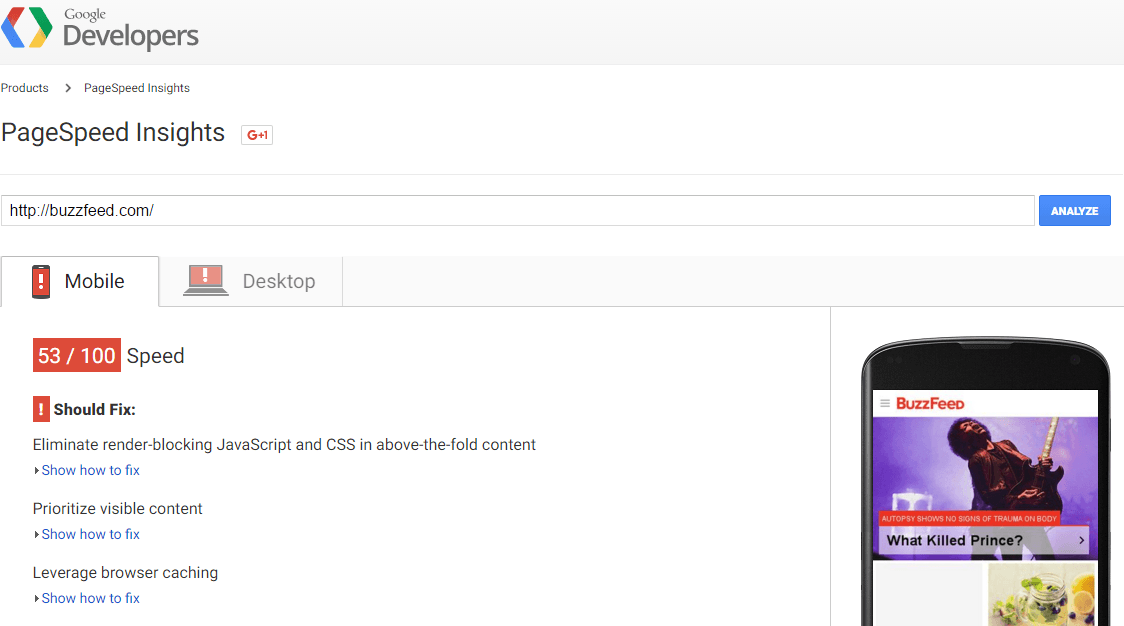 Google
Developers
Products > PageSpeed Insights
PageSpeed Insights G+1
http://buzzfeed.com/ ANALYZE
! Mobile ! Desktop
53 / 100 Speed
! Should Fix:
Eliminate render-blocking JavaScript and CSS in above-the-fold content
Show how to fix
Prioritize visible content
Show how to fix
Leverage browser caching
Show how to fix
BuzzFeed
AUTOPSY SHOWS NO SIGNS OF TRAUMA ON BODY
What Killed Prince? >